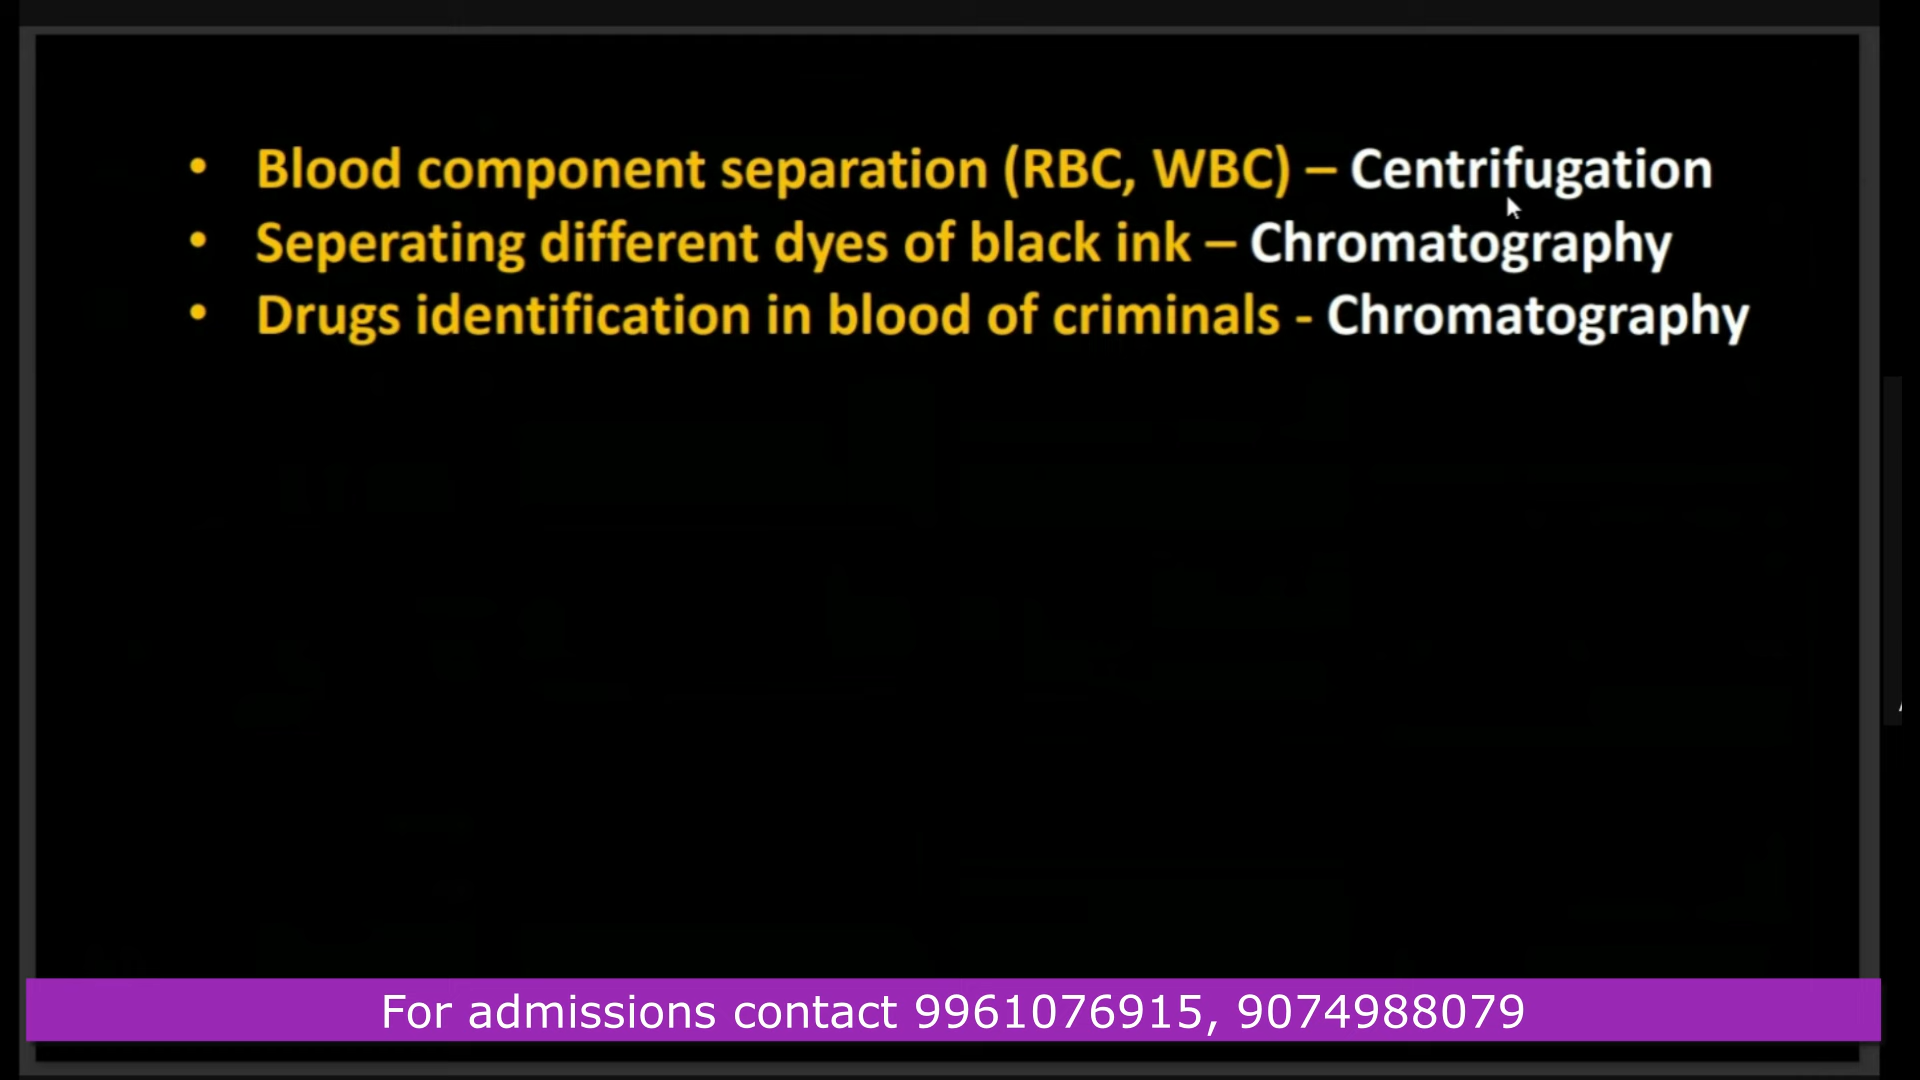 • Blood component separation (RBC, WBC) – Centrifugation
• Seperating different dyes of black ink – Chromatography
• Drugs identification in blood of criminals - Chromatography
For admissions contact 9961076915, 9074988079